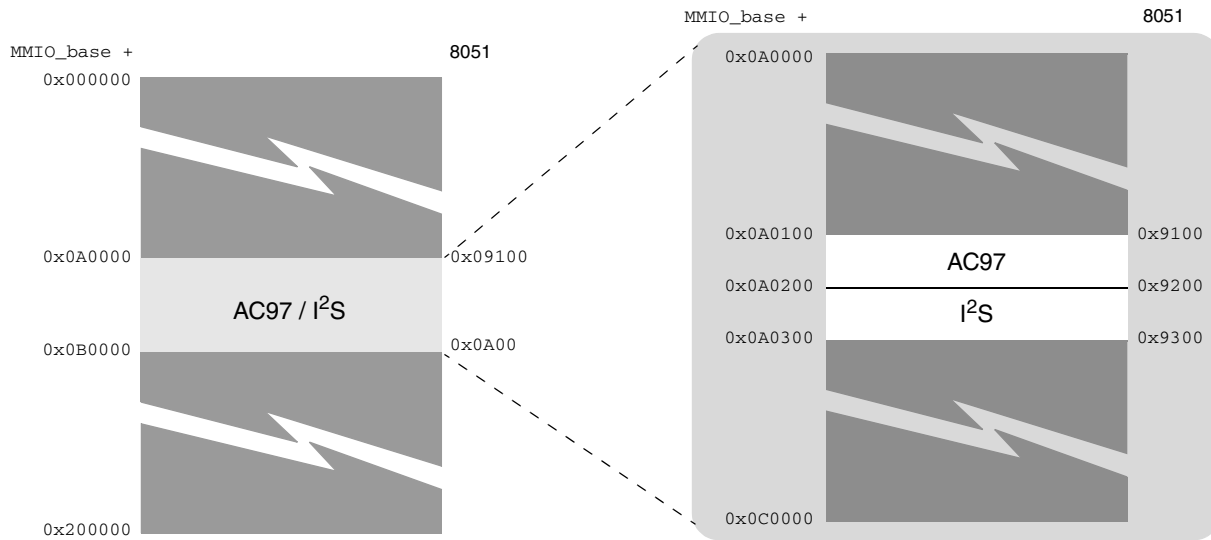 MMIO_base +
8051
0x000000
0x0A0000
0x09100
AC97 / I²S
0x0B0000
0x0A00
0x200000
MMIO_base +
8051
0x0A0000
0x0A0100
0x9100
AC97
0x0A0200
0x9200
I²S
0x0A0300
0x9300
0x0C0000